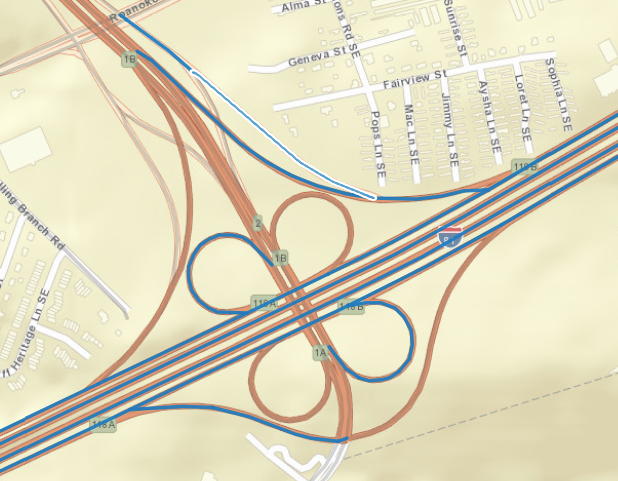 Roanoke
Alma St
Sunrise St
Geneva St
1B
Fairview St
Sophia Ln SE
Loret Ln SE
Aysha Ln SE
Jimmy Ln SE
Mac Ln SE
Pops Ln SE
118B
ling Branch Rd
2
1B
118A
Heritage Ln SE
1A
118A